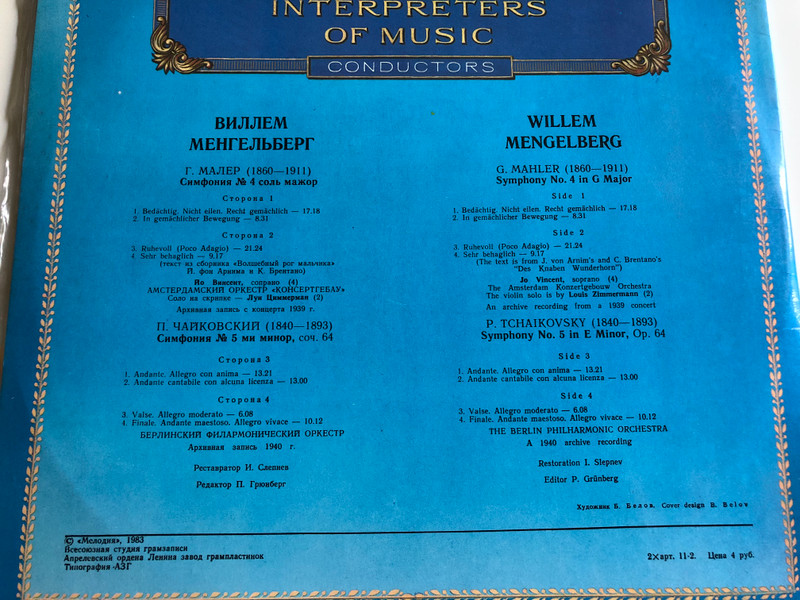 INTERPRETERS
OF MUSIC
CONDUCTORS
ВИЛЛЕМ
МЕНГЕЛЬБЕРГ
Г. МАЛЕР (1860—1911)
Симфония № 4 соль мажор
Сторона 1
1. Bedächtig. Nicht eilen. Recht gemächlich — 17.18
2. In gemächlicher Bewegung — 8.31
Сторона 2
3. Ruhevoll (Poco Adagio) — 21.24
4. Sehr behaglich — 9.17
(текст из сборника «Волшебный рог мальчика»
Й. фон Арнима и К. Брентано)
Йо Винсент, сопрано (4)
АМСТЕРДАМСКИЙ ОРКЕСТР «КОНСЕРТГЕБАУ»
Соло на скрипке — Луи Циммерман (2)
Архивная запись с концерта 1939 г.
П. ЧАЙКОВСКИЙ (1840—1893)
Симфония № 5 ми минор, соч. 64
Сторона 3
1. Andante. Allegro con anima — 13.21
2. Andante cantabile con alcuna licenza — 13.00
Сторона 4
3. Valse. Allegro moderato — 6.08
4. Finale. Andante maestoso. Allegro vivace — 10.12
БЕРЛИНСКИЙ ФИЛАРМОНИЧЕСКИЙ ОРКЕСТР
Архивная запись 1940 г.
Реставратор И. Слепнев
Редактор П. Грюнберг
WILLEM
MENGELBERG
G. MAHLER (1860—1911)
Symphony No. 4 in G Major
Side 1
1. Bedächtig. Nicht eilen. Recht gemächlich — 17.18
2. In gemächlicher Bewegung — 8.31
Side 2
3. Ruhevoll (Poco Adagio) — 21.24
4. Sehr behaglich — 9.17
(The text is from J. von Arnim's and C. Brentano's
"Des Knaben Wunderhorn")
Jo Vincent, soprano (4)
The Amsterdam Konzertgebouw Orchestra
The violin solo is by Louis Zimmermann (2)
An archive recording from a 1939 concert
P. TCHAIKOVSKY (1840—1893)
Symphony No. 5 in E Minor, Op. 64
Side 3
1. Andante. Allegro con anima — 13.21
2. Andante cantabile con alcuna licenza — 13.00
Side 4
3. Valse. Allegro moderato — 6.08
4. Finale. Andante maestoso. Allegro vivace — 10.12
THE BERLIN PHILHARMONIC ORCHESTRA
A 1940 archive recording
Restoration I. Slepnev
Editor P. Grünberg
Художник Б. Белов. Cover design B. Belov
© «Мелодия», 1983
Всесоюзная студия грамзаписи
Апрелевский ордена Ленина завод грампластинок
Типография АЗГ
2×арт. 11-2. Цена 4 руб.